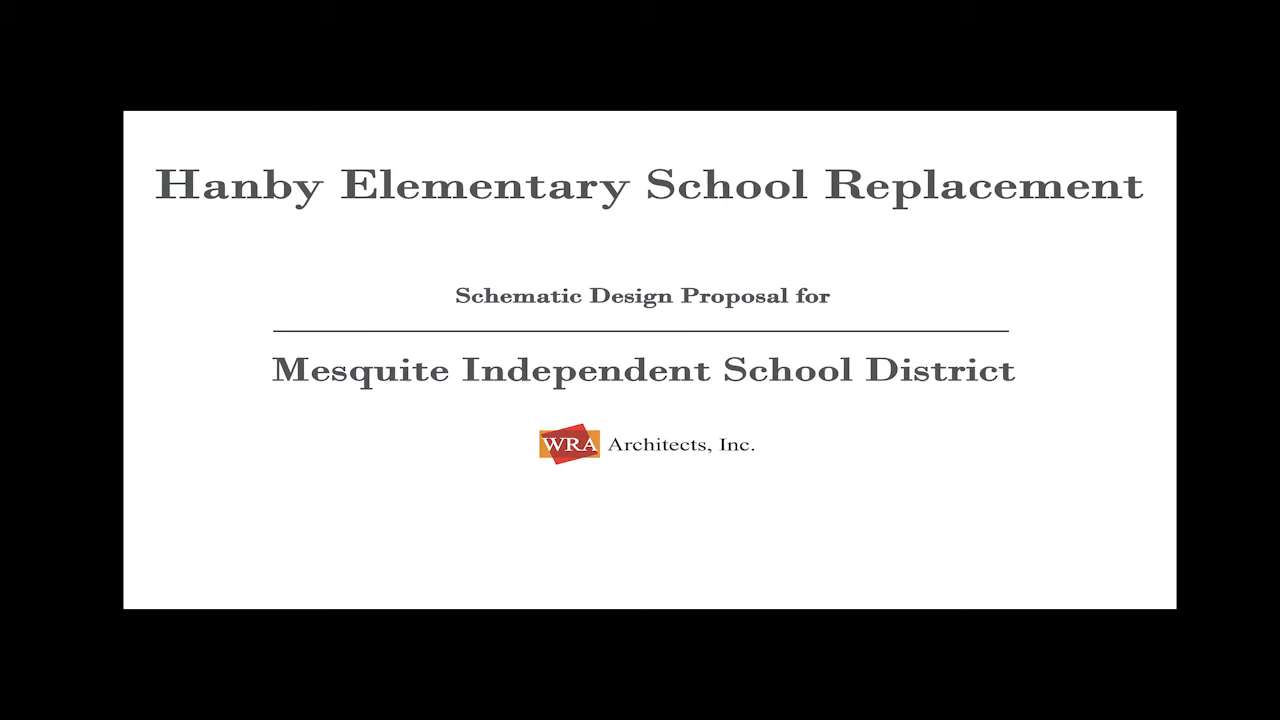 Hanby Elementary School Replacement
Schematic Design Proposal for
Mesquite Independent School District
WRA Architects, Inc.